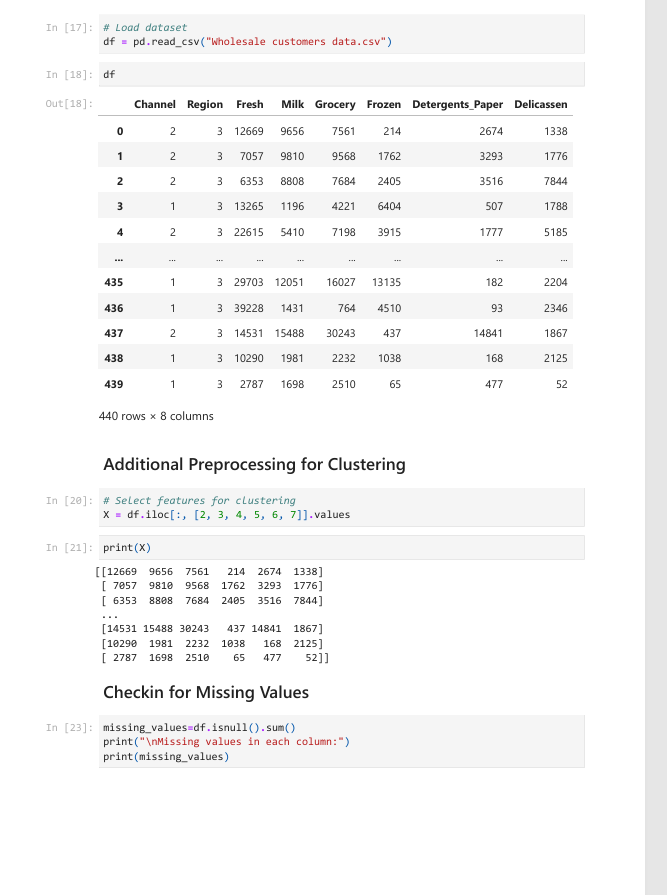 In [17]: # Load dataset
df = pd.read_csv("Wholesale customers data.csv")
In [18]: df
Out[18]: Channel Region Fresh Milk Grocery Frozen Detergents_Paper Delicassen
0 2 3 12669 9656 7561 214 2674 1338
1 2 3 7057 9810 9568 1762 3293 1776
2 2 3 6353 8808 7684 2405 3516 7844
3 1 3 13265 1196 4221 6404 507 1788
4 2 3 22615 5410 7198 3915 1777 5185
... ... ... ... ... ... ... ... ...
435 1 3 29703 12051 16027 13135 182 2204
436 1 3 39228 1431 764 4510 93 2346
437 2 3 14531 15488 30243 437 14841 1867
438 1 3 10290 1981 2232 1038 168 2125
439 1 3 2787 1698 2510 65 477 52
440 rows × 8 columns
Additional Preprocessing for Clustering
In [20]: # Select features for clustering
X = df.iloc[:, [2, 3, 4, 5, 6, 7]].values
In [21]: print(X)
[[12669 9656 7561 214 2674 1338]
[ 7057 9810 9568 1762 3293 1776]
[ 6353 8808 7684 2405 3516 7844]
...
[14531 15488 30243 437 14841 1867]
[10290 1981 2232 1038 168 2125]
[ 2787 1698 2510 65 477 52]]
Checkin for Missing Values
In [23]: missing_values=df.isnull().sum()
print("\nMissing values in each column:")
print(missing_values)